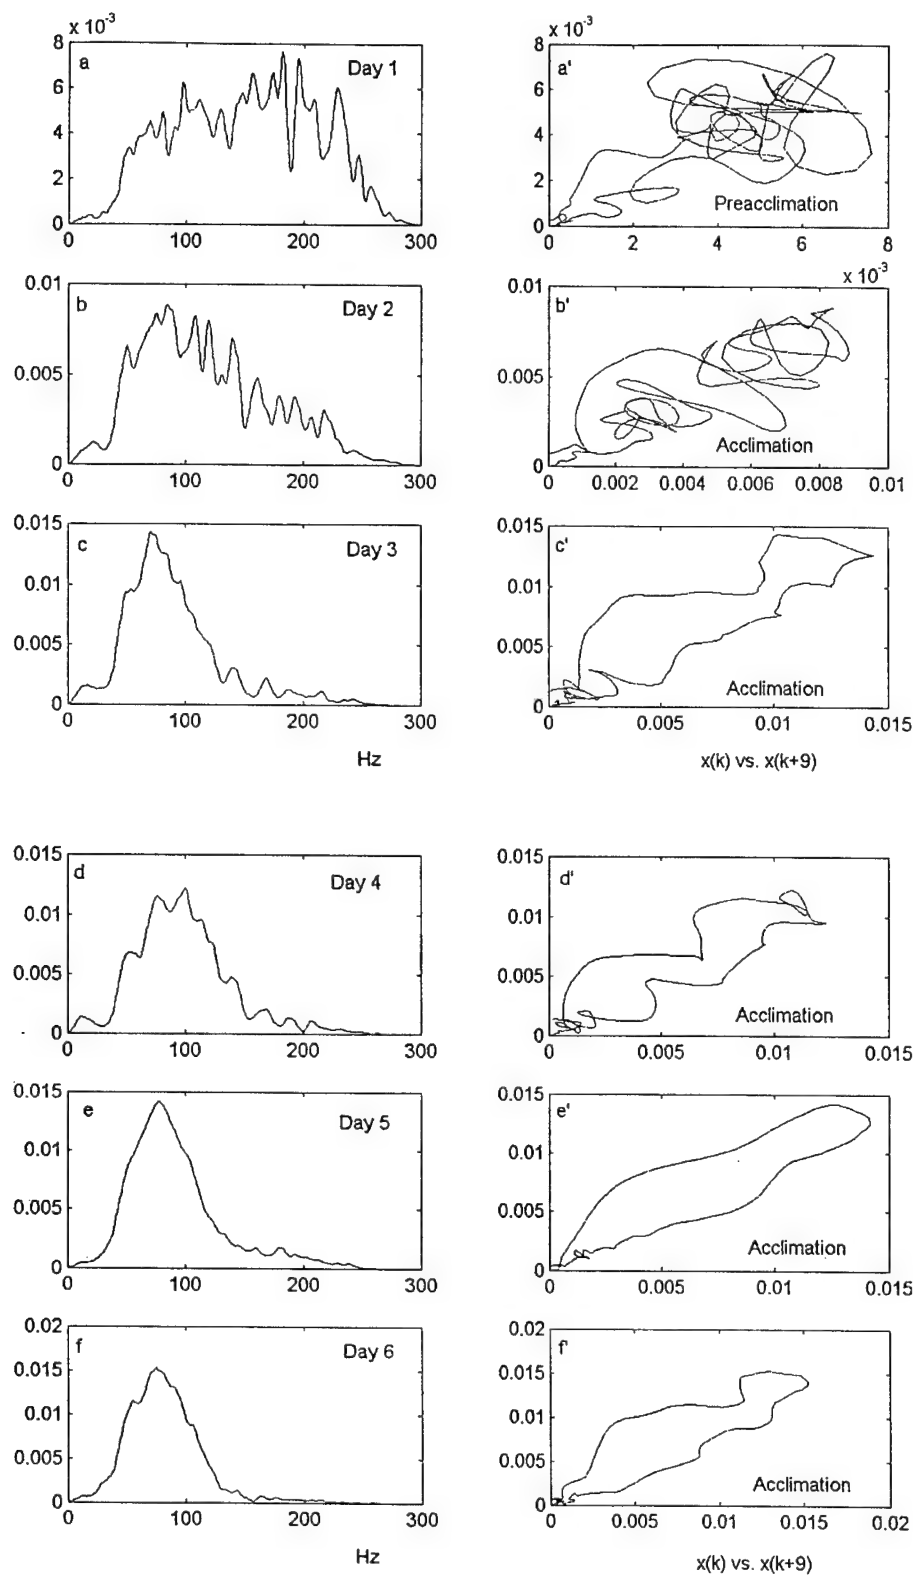 x 10⁻³
8
6
4
2
0
a
Day 1
0 100 200 300
x 10⁻³
8
6
4
2
0
a'
Preacclimation
0 2 4 6 8
x 10⁻³
0.01
0.005
0
b
Day 2
0 100 200 300
0.01
0.005
0
b'
Acclimation
0 0.002 0.004 0.006 0.008 0.01
0.015
0.01
0.005
0
c
Day 3
0 100 200 300
Hz
0.015
0.01
0.005
0
c'
Acclimation
0 0.005 0.01 0.015
x(k) vs. x(k+9)
0.015
0.01
0.005
0
d
Day 4
0 100 200 300
0.015
0.01
0.005
0
d'
Acclimation
0 0.005 0.01 0.015
0.015
0.01
0.005
0
e
Day 5
0 100 200 300
0.015
0.01
0.005
0
e'
Acclimation
0 0.005 0.01 0.015
0.02
0.015
0.01
0.005
0
f
Day 6
0 100 200 300
Hz
0.02
0.015
0.01
0.005
0
f'
Acclimation
0 0.005 0.01 0.015 0.02
x(k) vs. x(k+9)